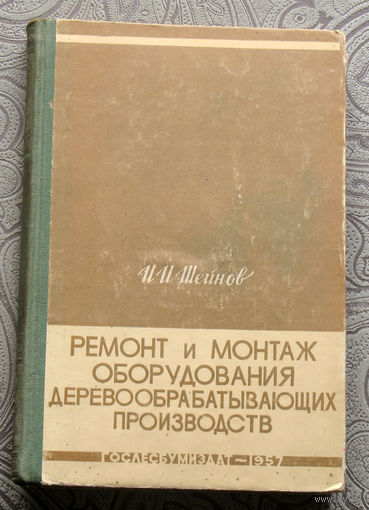 И. И. Шейнов
РЕМОНТ и МОНТАЖ
ОБОРУДОВАНИЯ
ДЕРЕВООБРАБАТЫВАЮЩИХ
ПРОИЗВОДСТВ
ГОСЛЕСБУМИЗДАТ~1957